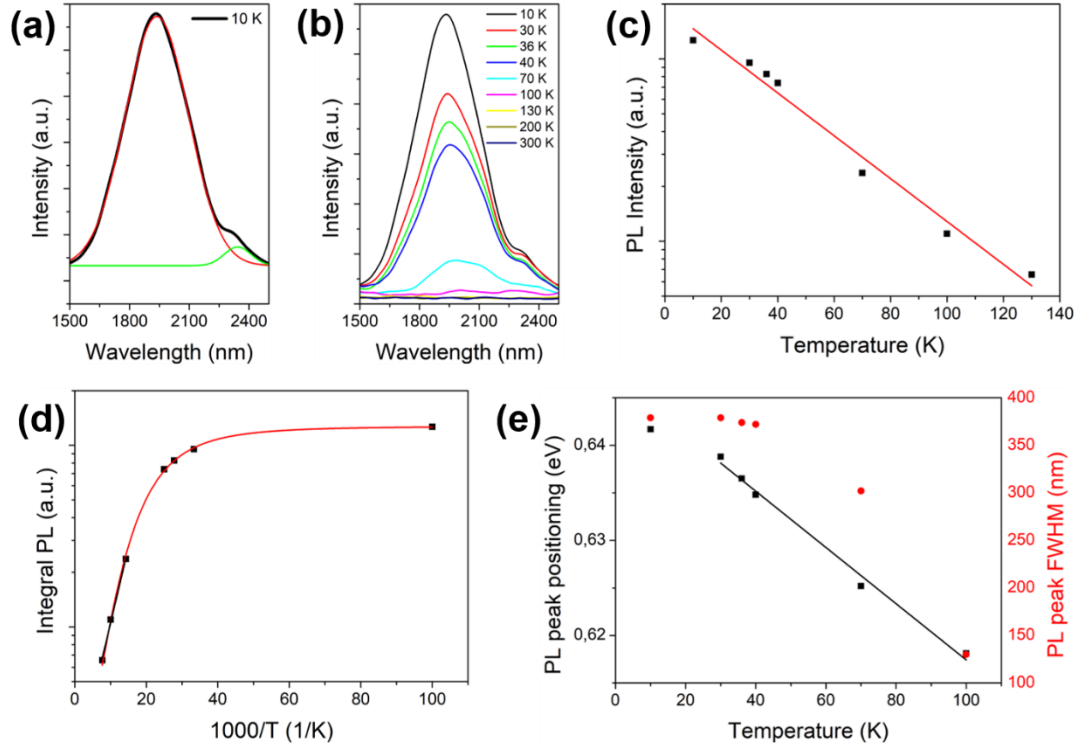 (a)
10 K
Intensity (a.u.)
1500 1800 2100 2400
Wavelength (nm)
(b)
10 K
30 K
36 K
40 K
70 K
100 K
130 K
200 K
300 K
Intensity (a.u.)
1500 1800 2100 2400
Wavelength (nm)
(c)
PL Intensity (a.u.)
0 20 40 60 80 100 120 140
Temperature (K)
(d)
Integral PL (a.u.)
0 20 40 60 80 100
1000/T (1/K)
(e)
PL peak positioning (eV)
0,64
0,63
0,62
0 20 40 60 80 100
Temperature (K)
400
350
300
250
200
150
100
PL peak FWHM (nm)